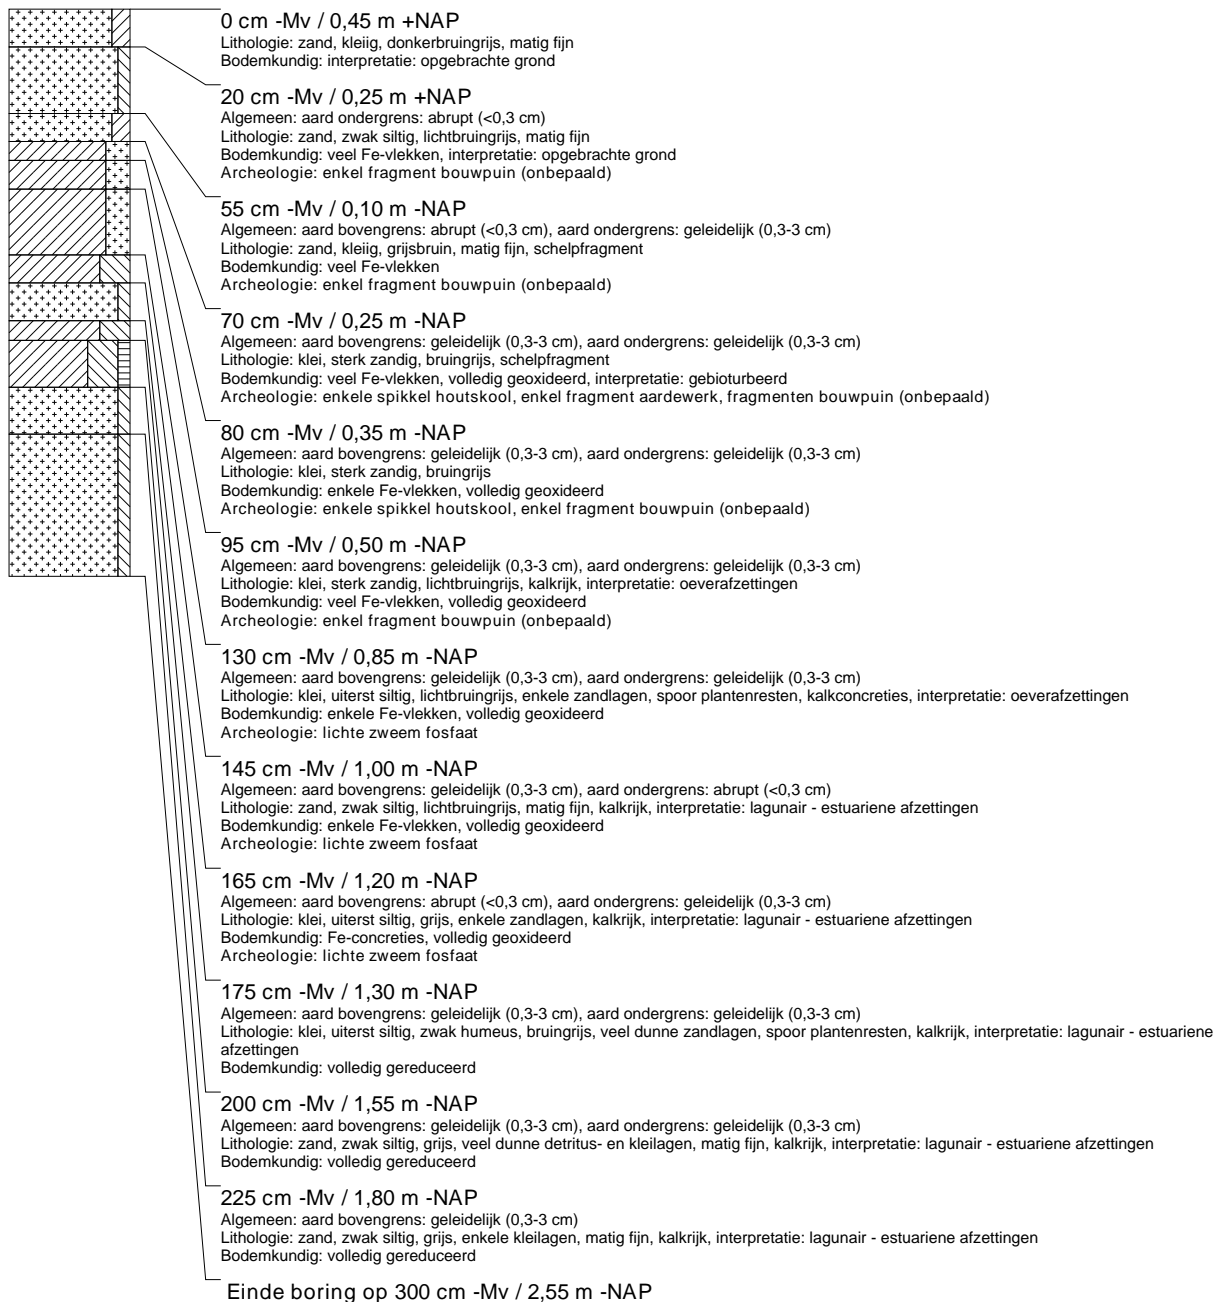 0 cm -Mv / 0,45 m +NAP
Lithologie: zand, kleiig, donkerbruingrijs, matig fijn
Bodemkundig: interpretatie: opgebrachte grond
20 cm -Mv / 0,25 m +NAP
Algemeen: aard ondergrens: abrupt (<0,3 cm)
Lithologie: zand, zwak siltig, lichtbruingrijs, matig fijn
Bodemkundig: veel Fe-vlekken, interpretatie: opgebrachte grond
Archeologie: enkel fragment bouwpuin (onbepaald)
55 cm -Mv / 0,10 m -NAP
Algemeen: aard bovengrens: abrupt (<0,3 cm), aard ondergrens: geleidelijk (0,3-3 cm)
Lithologie: zand, kleiig, grijsbruin, matig fijn, schelpfragment
Bodemkundig: veel Fe-vlekken
Archeologie: enkel fragment bouwpuin (onbepaald)
70 cm -Mv / 0,25 m -NAP
Algemeen: aard bovengrens: geleidelijk (0,3-3 cm), aard ondergrens: geleidelijk (0,3-3 cm)
Lithologie: klei, sterk zandig, bruingrijs, schelpfragment
Bodemkundig: veel Fe-vlekken, volledig geoxideerd, interpretatie: gebioturbeerd
Archeologie: enkele spikkel houtskool, enkel fragment aardewerk, fragmenten bouwpuin (onbepaald)
80 cm -Mv / 0,35 m -NAP
Algemeen: aard bovengrens: geleidelijk (0,3-3 cm), aard ondergrens: geleidelijk (0,3-3 cm)
Lithologie: klei, sterk zandig, bruingrijs
Bodemkundig: enkele Fe-vlekken, volledig geoxideerd
Archeologie: enkele spikkel houtskool, enkel fragment bouwpuin (onbepaald)
95 cm -Mv / 0,50 m -NAP
Algemeen: aard bovengrens: geleidelijk (0,3-3 cm), aard ondergrens: geleidelijk (0,3-3 cm)
Lithologie: klei, sterk zandig, lichtbruingrijs, kalkrijk, interpretatie: oeverafzettingen
Bodemkundig: veel Fe-vlekken, volledig geoxideerd
Archeologie: enkel fragment bouwpuin (onbepaald)
130 cm -Mv / 0,85 m -NAP
Algemeen: aard bovengrens: geleidelijk (0,3-3 cm), aard ondergrens: geleidelijk (0,3-3 cm)
Lithologie: klei, uiterst siltig, lichtbruingrijs, enkele zandlagen, spoor plantenresten, kalkconcreties, interpretatie: oeverafzettingen
Bodemkundig: enkele Fe-vlekken, volledig geoxideerd
Archeologie: lichte zweem fosfaat
145 cm -Mv / 1,00 m -NAP
Algemeen: aard bovengrens: geleidelijk (0,3-3 cm), aard ondergrens: abrupt (<0,3 cm)
Lithologie: zand, zwak siltig, lichtbruingrijs, matig fijn, kalkrijk, interpretatie: lagunair - estuariene afzettingen
Bodemkundig: enkele Fe-vlekken, volledig geoxideerd
Archeologie: lichte zweem fosfaat
165 cm -Mv / 1,20 m -NAP
Algemeen: aard bovengrens: abrupt (<0,3 cm), aard ondergrens: geleidelijk (0,3-3 cm)
Lithologie: klei, uiterst siltig, grijs, enkele zandlagen, kalkrijk, interpretatie: lagunair - estuariene afzettingen
Bodemkundig: Fe-concreties, volledig geoxideerd
Archeologie: lichte zweem fosfaat
175 cm -Mv / 1,30 m -NAP
Algemeen: aard bovengrens: geleidelijk (0,3-3 cm), aard ondergrens: geleidelijk (0,3-3 cm)
Lithologie: klei, uiterst siltig, zwak humeus, bruingrijs, veel dunne zandlagen, spoor plantenresten, kalkrijk, interpretatie: lagunair - estuariene
afzettingen
Bodemkundig: volledig gereduceerd
200 cm -Mv / 1,55 m -NAP
Algemeen: aard bovengrens: geleidelijk (0,3-3 cm), aard ondergrens: geleidelijk (0,3-3 cm)
Lithologie: zand, zwak siltig, grijs, veel dunne detritus- en kleilagen, matig fijn, kalkrijk, interpretatie: lagunair - estuariene afzettingen
Bodemkundig: volledig gereduceerd
225 cm -Mv / 1,80 m -NAP
Algemeen: aard bovengrens: geleidelijk (0,3-3 cm)
Lithologie: zand, zwak siltig, grijs, enkele kleilagen, matig fijn, kalkrijk, interpretatie: lagunair - estuariene afzettingen
Bodemkundig: volledig gereduceerd
Einde boring op 300 cm -Mv / 2,55 m -NAP